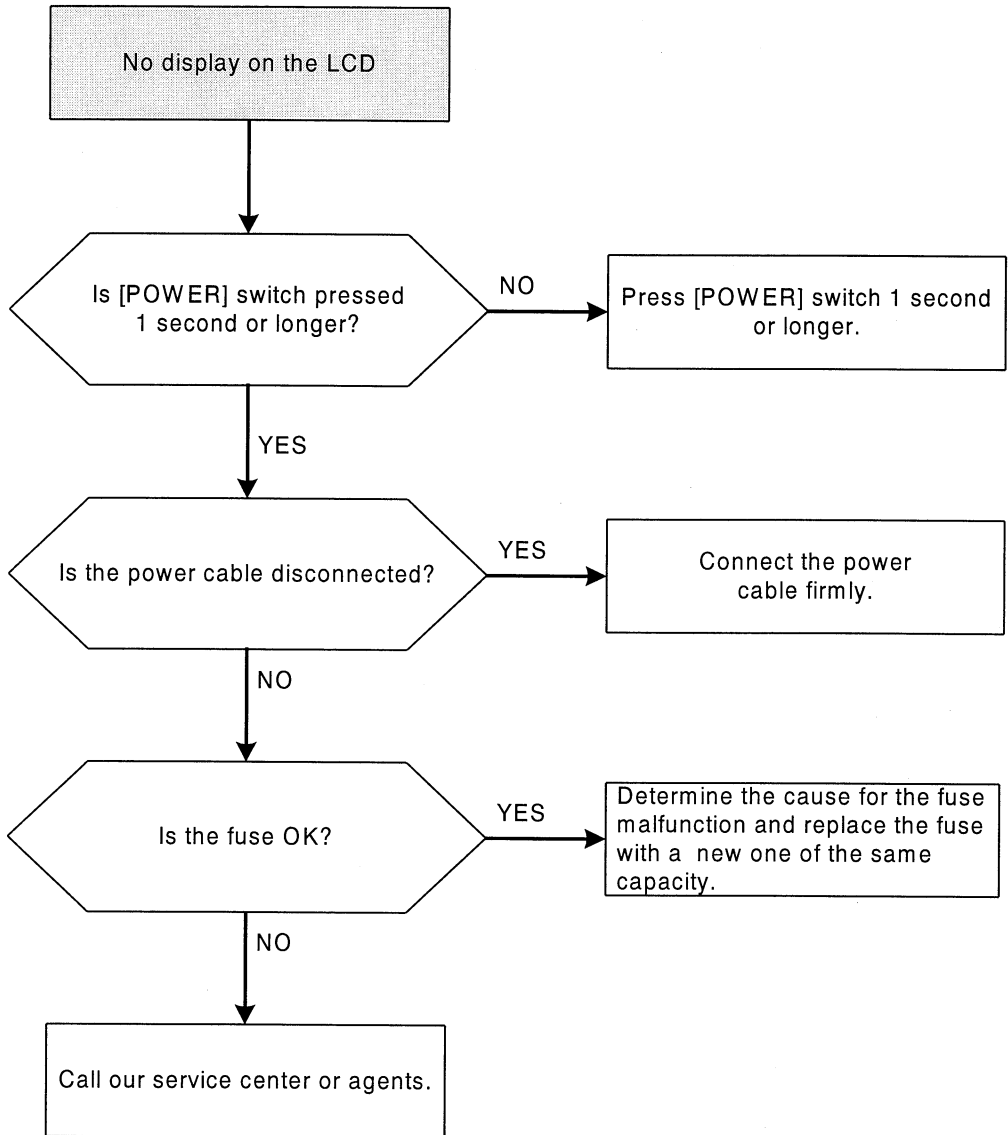 No display on the LCD
Is [POWER] switch pressed
1 second or longer?
NO
Press [POWER] switch 1 second
or longer.
YES
Is the power cable disconnected?
YES
Connect the power
cable firmly.
NO
Is the fuse OK?
YES
Determine the cause for the fuse
malfunction and replace the fuse
with a new one of the same
capacity.
NO
Call our service center or agents.